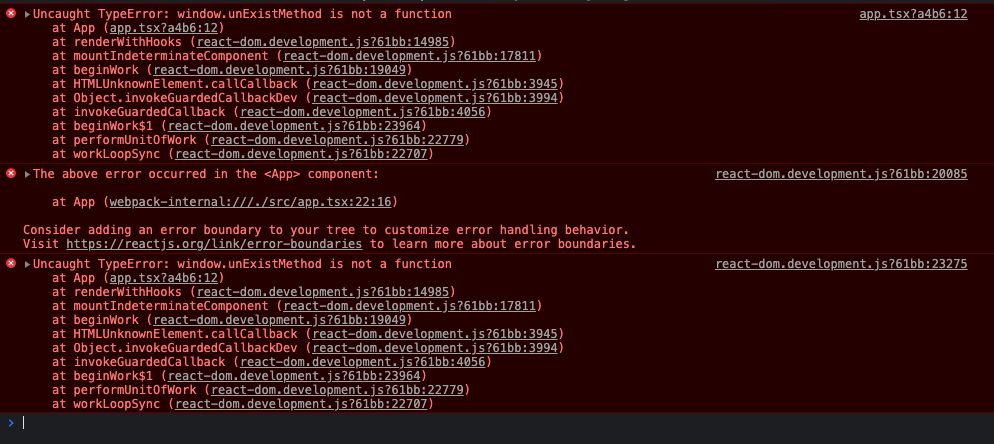 Uncaught TypeError: window.unExistMethod is not a function app.tsx?a4b6:12
at App (app.tsx?a4b6:12)
at renderWithHooks (react-dom.development.js?61bb:14985)
at mountIndeterminateComponent (react-dom.development.js?61bb:17811)
at beginWork (react-dom.development.js?61bb:19049)
at HTMLUnknownElement.callCallback (react-dom.development.js?61bb:3945)
at Object.invokeGuardedCallbackDev (react-dom.development.js?61bb:3994)
at invokeGuardedCallback (react-dom.development.js?61bb:4056)
at beginWork$1 (react-dom.development.js?61bb:23964)
at performUnitOfWork (react-dom.development.js?61bb:22779)
at workLoopSync (react-dom.development.js?61bb:22707)
The above error occurred in the <App> component: react-dom.development.js?61bb:20085
at App (webpack-internal:///./src/app.tsx:22:16)
Consider adding an error boundary to your tree to customize error handling behavior.
Visit https://reactjs.org/link/error-boundaries to learn more about error boundaries.
Uncaught TypeError: window.unExistMethod is not a function react-dom.development.js?61bb:23275
at App (app.tsx?a4b6:12)
at renderWithHooks (react-dom.development.js?61bb:14985)
at mountIndeterminateComponent (react-dom.development.js?61bb:17811)
at beginWork (react-dom.development.js?61bb:19049)
at HTMLUnknownElement.callCallback (react-dom.development.js?61bb:3945)
at Object.invokeGuardedCallbackDev (react-dom.development.js?61bb:3994)
at invokeGuardedCallback (react-dom.development.js?61bb:4056)
at beginWork$1 (react-dom.development.js?61bb:23964)
at performUnitOfWork (react-dom.development.js?61bb:22779)
at workLoopSync (react-dom.development.js?61bb:22707)